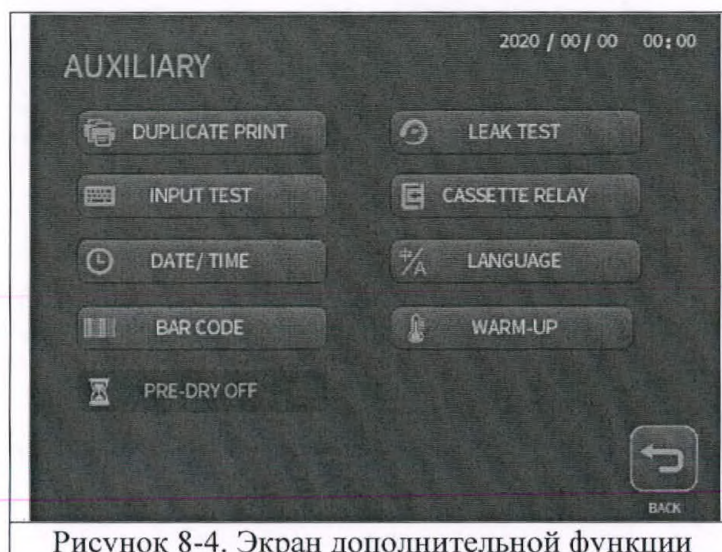 2020 / 00 / 00 00:00
AUXILIARY
DUPLICATE PRINT
LEAK TEST
INPUT TEST
CASSETTE RELAY
DATE/ TIME
LANGUAGE
BAR CODE
WARM-UP
PRE-DRY OFF
BACK
Рисунок 8-4. Экран дополнительной функции